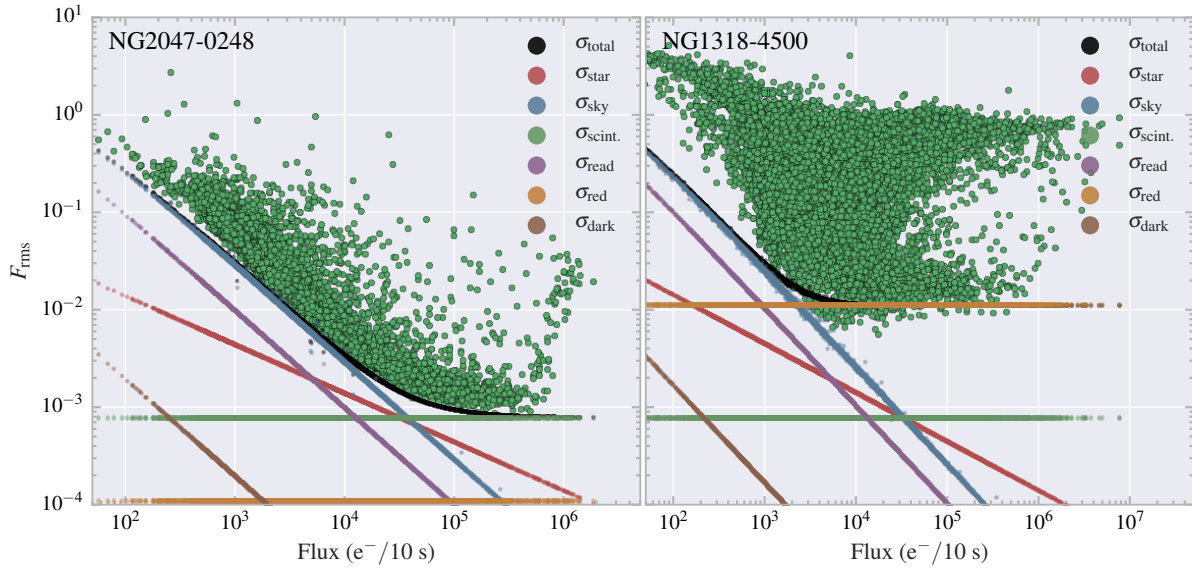 NG2047-0248
σtotal
σstar
σsky
σscint.
σread
σred
σdark
NG1318-4500
σtotal
σstar
σsky
σscint.
σread
σred
σdark
10¹
10⁰
10⁻¹
10⁻²
10⁻³
10⁻⁴
Frms
10² 10³ 10⁴ 10⁵ 10⁶
10² 10³ 10⁴ 10⁵ 10⁶ 10⁷
Flux (e⁻/10 s)
Flux (e⁻/10 s)